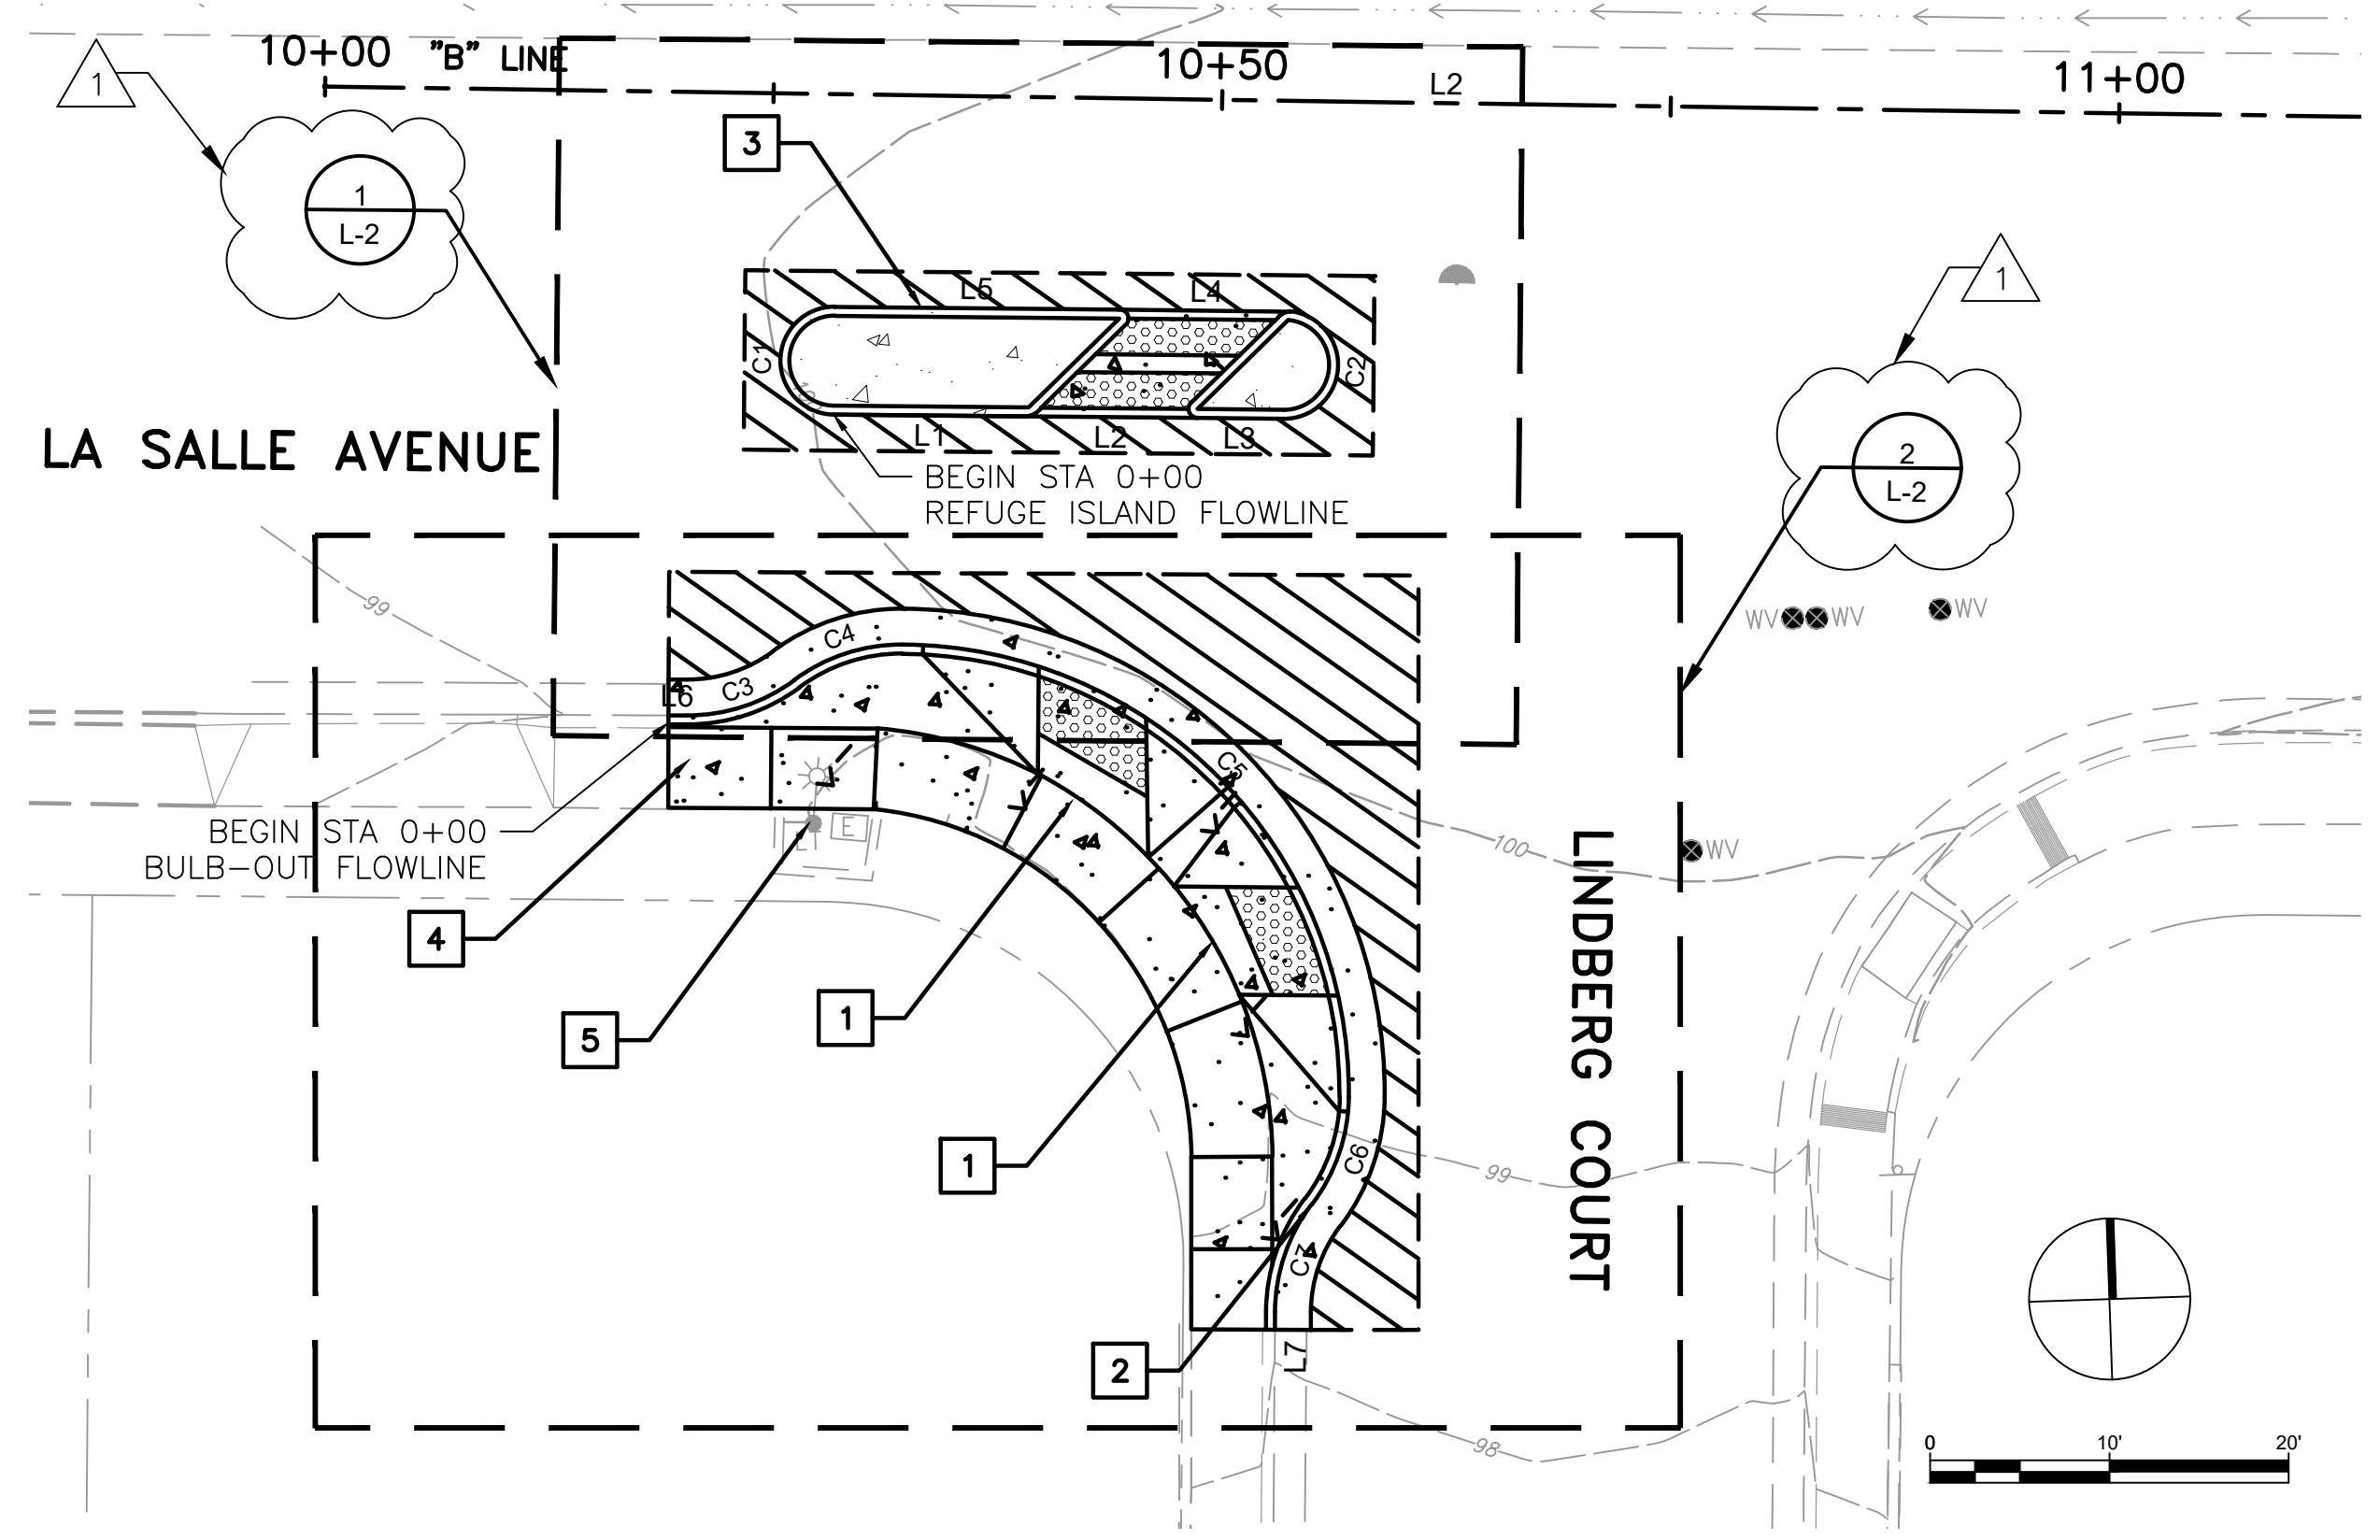 10+00
"B" LINE
10+50
L2
11+00
1
3
1
L-2
1
L5
L4
C1
C2
L1
L2
L3
LA SALLE AVENUE
BEGIN STA 0+00
REFUGE ISLAND FLOWLINE
2
L-2
99
WV
WV
WV
C4
C3
L6
C5
BEGIN STA 0+00
BULB-OUT FLOWLINE
E
100
WV
LINDBERG COURT
4
1
5
1
C6
99
C7
2
L7
98
0 10' 20'